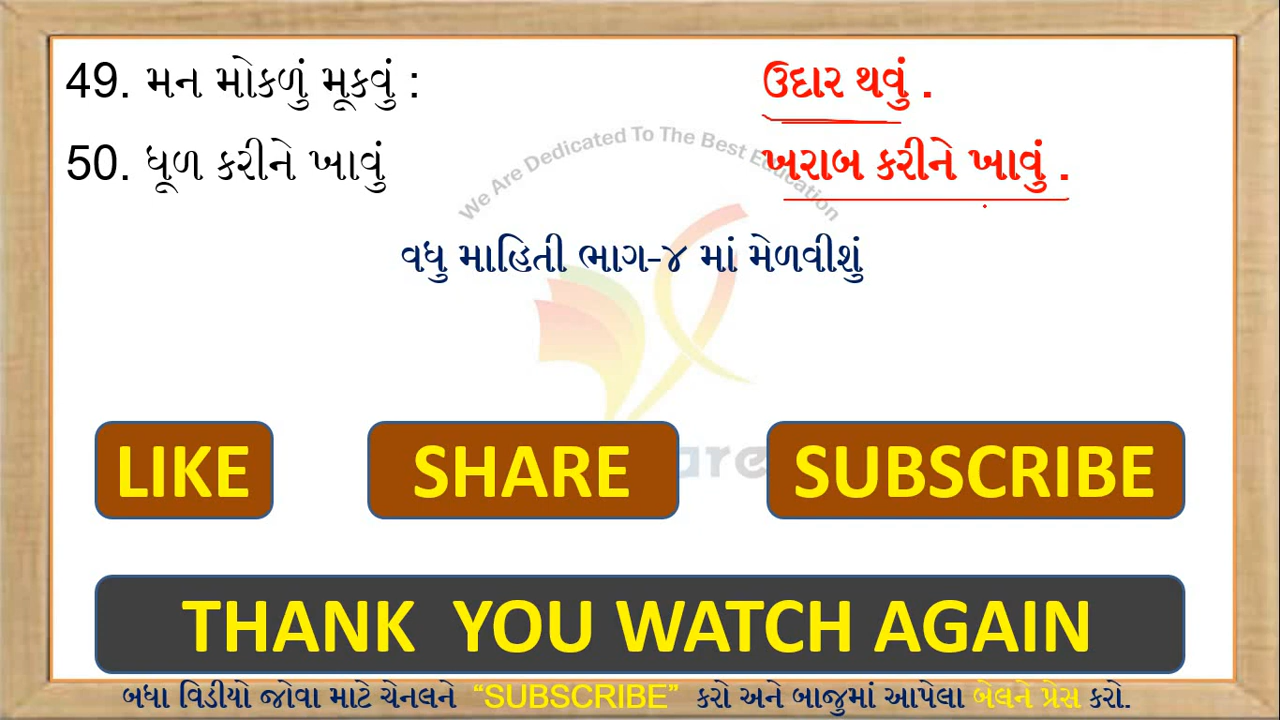 49. મન મોકળું મૂકવું : ઉદાર થવું .
50. ધૂળ કરીને ખાવું ખરાબ કરીને ખાવું .
We Are Dedicated To The Best Education
વધુ માહિતી ભાગ-૪ માં મેળવીશું
LIKE SHARE SUBSCRIBE
THANK YOU WATCH AGAIN
બધા વિડીયો જોવા માટે ચેનલને “SUBSCRIBE” કરો અને બાજુમાં આપેલા બેલને પ્રેસ કરો.